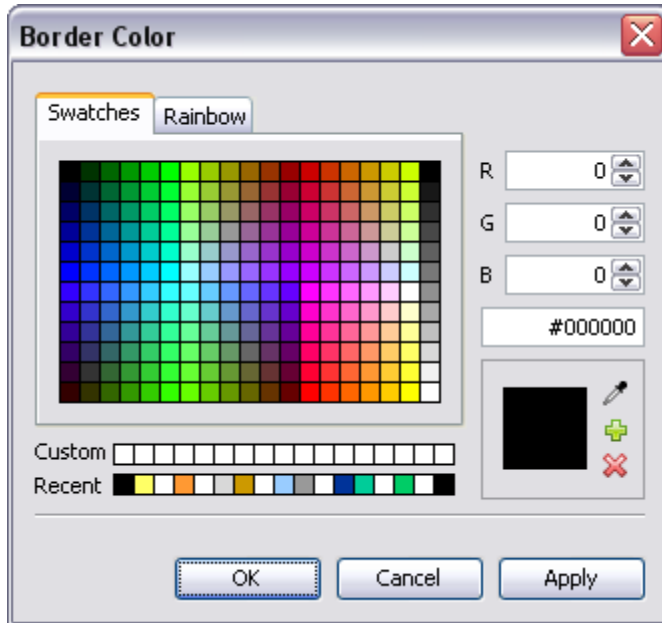 Border Color
Swatches
Rainbow
R 0
G 0
B 0
#000000
Custom
Recent
OK
Cancel
Apply